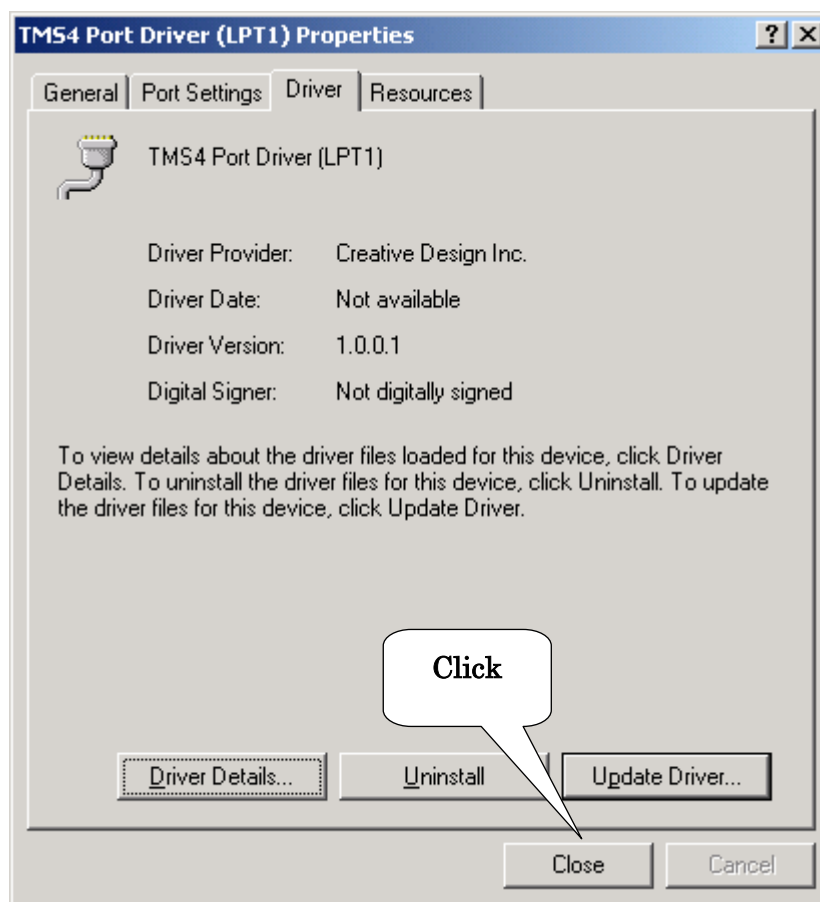 TMS4 Port Driver (LPT1) Properties
General Port Settings Driver Resources
TMS4 Port Driver (LPT1)
Driver Provider: Creative Design Inc.
Driver Date: Not available
Driver Version: 1.0.0.1
Digital Signer: Not digitally signed
To view details about the driver files loaded for this device, click Driver
Details. To uninstall the driver files for this device, click Uninstall. To update
the driver files for this device, click Update Driver.
Click
Driver Details... Uninstall Update Driver...
Close Cancel